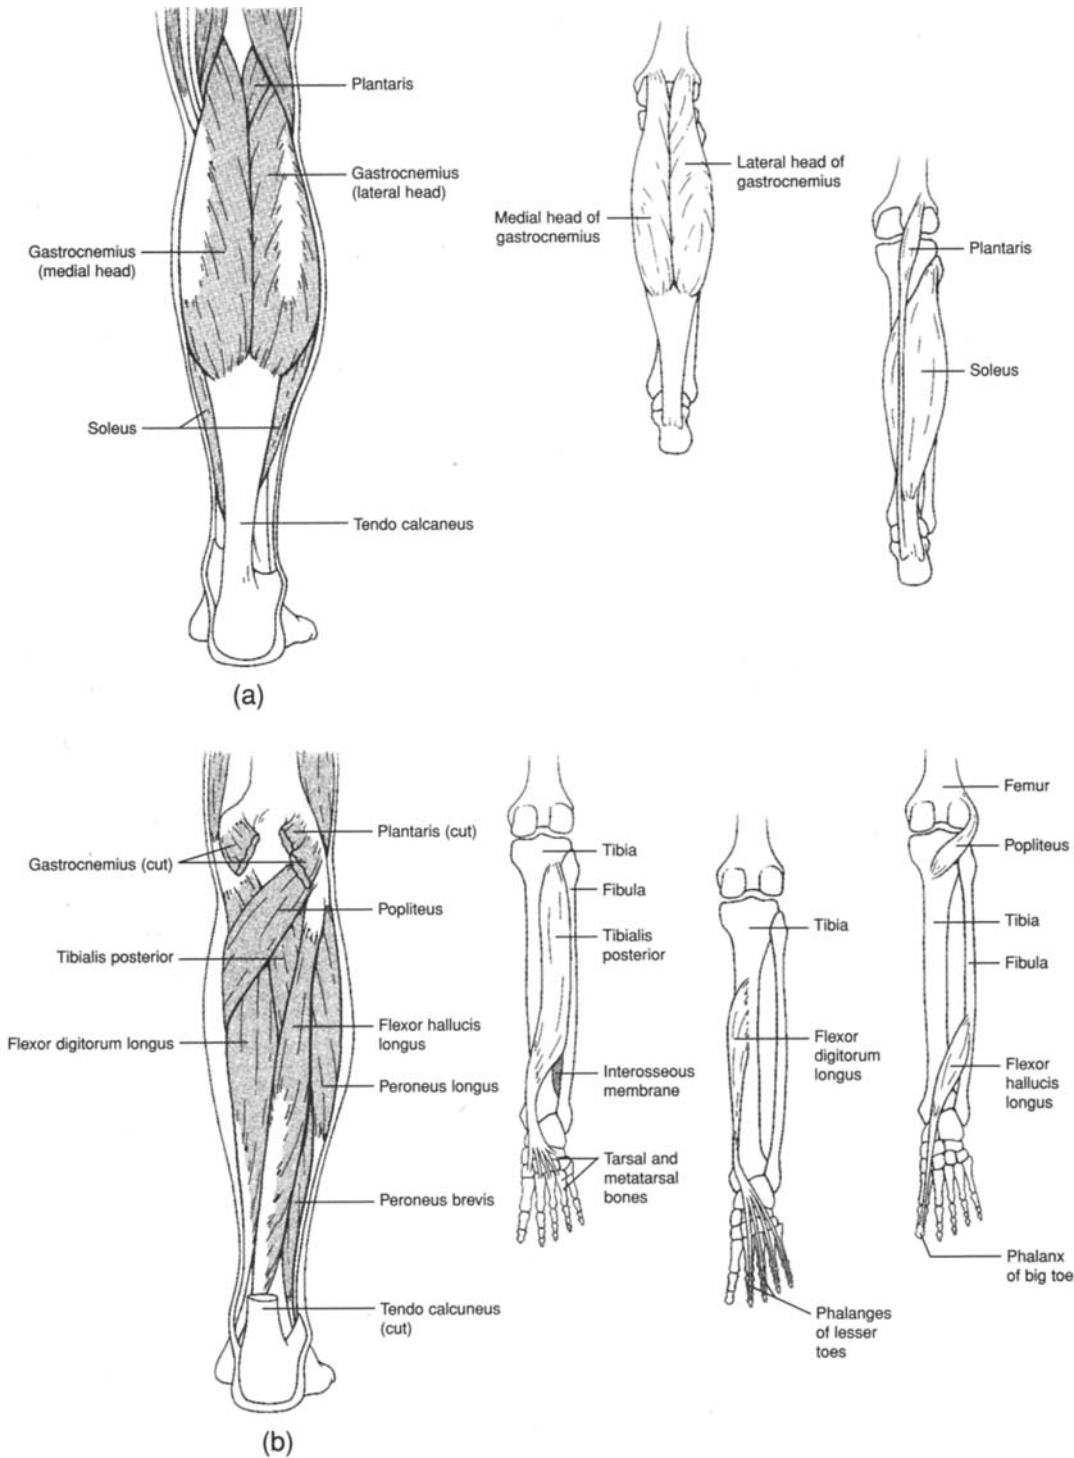 Plantaris
Gastrocnemius
(lateral head)
Gastrocnemius
(medial head)
Soleus
Tendo calcaneus
Lateral head of
gastrocnemius
Medial head of
gastrocnemius
Plantaris
Soleus
(a)
Plantaris (cut)
Gastrocnemius (cut)
Popliteus
Tibialis posterior
Flexor hallucis
longus
Flexor digitorum longus
Peroneus longus
Peroneus brevis
Tendo calcuneus
(cut)
Tibia
Fibula
Tibialis
posterior
Interosseous
membrane
Tarsal and
metatarsal
bones
Tibia
Flexor
digitorum
longus
Phalanges
of lesser
toes
Femur
Popliteus
Tibia
Fibula
Flexor
hallucis
longus
Phalanx
of big toe
(b)